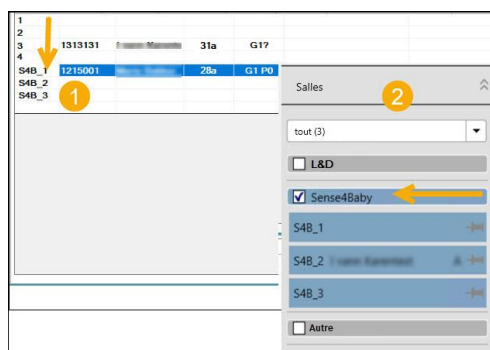 1
2
3 1313131 31a G1?
4
S4B_1 1215001 28a G1 P0
S4B_2
S4B_3
1
Salles
2
tout (3)
L&D
Sense4Baby
S4B_1
S4B_2 A
S4B_3
Autre